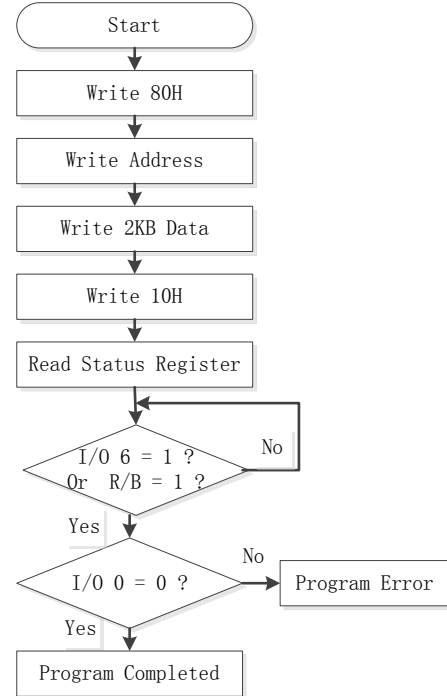 Start
Write 80H
Write Address
Write 2KB Data
Write 10H
Read Status Register
I/O 6 = 1 ?
Or R/B = 1 ?
No
Yes
I/O 0 = 0 ?
No
Program Error
Yes
Program Completed